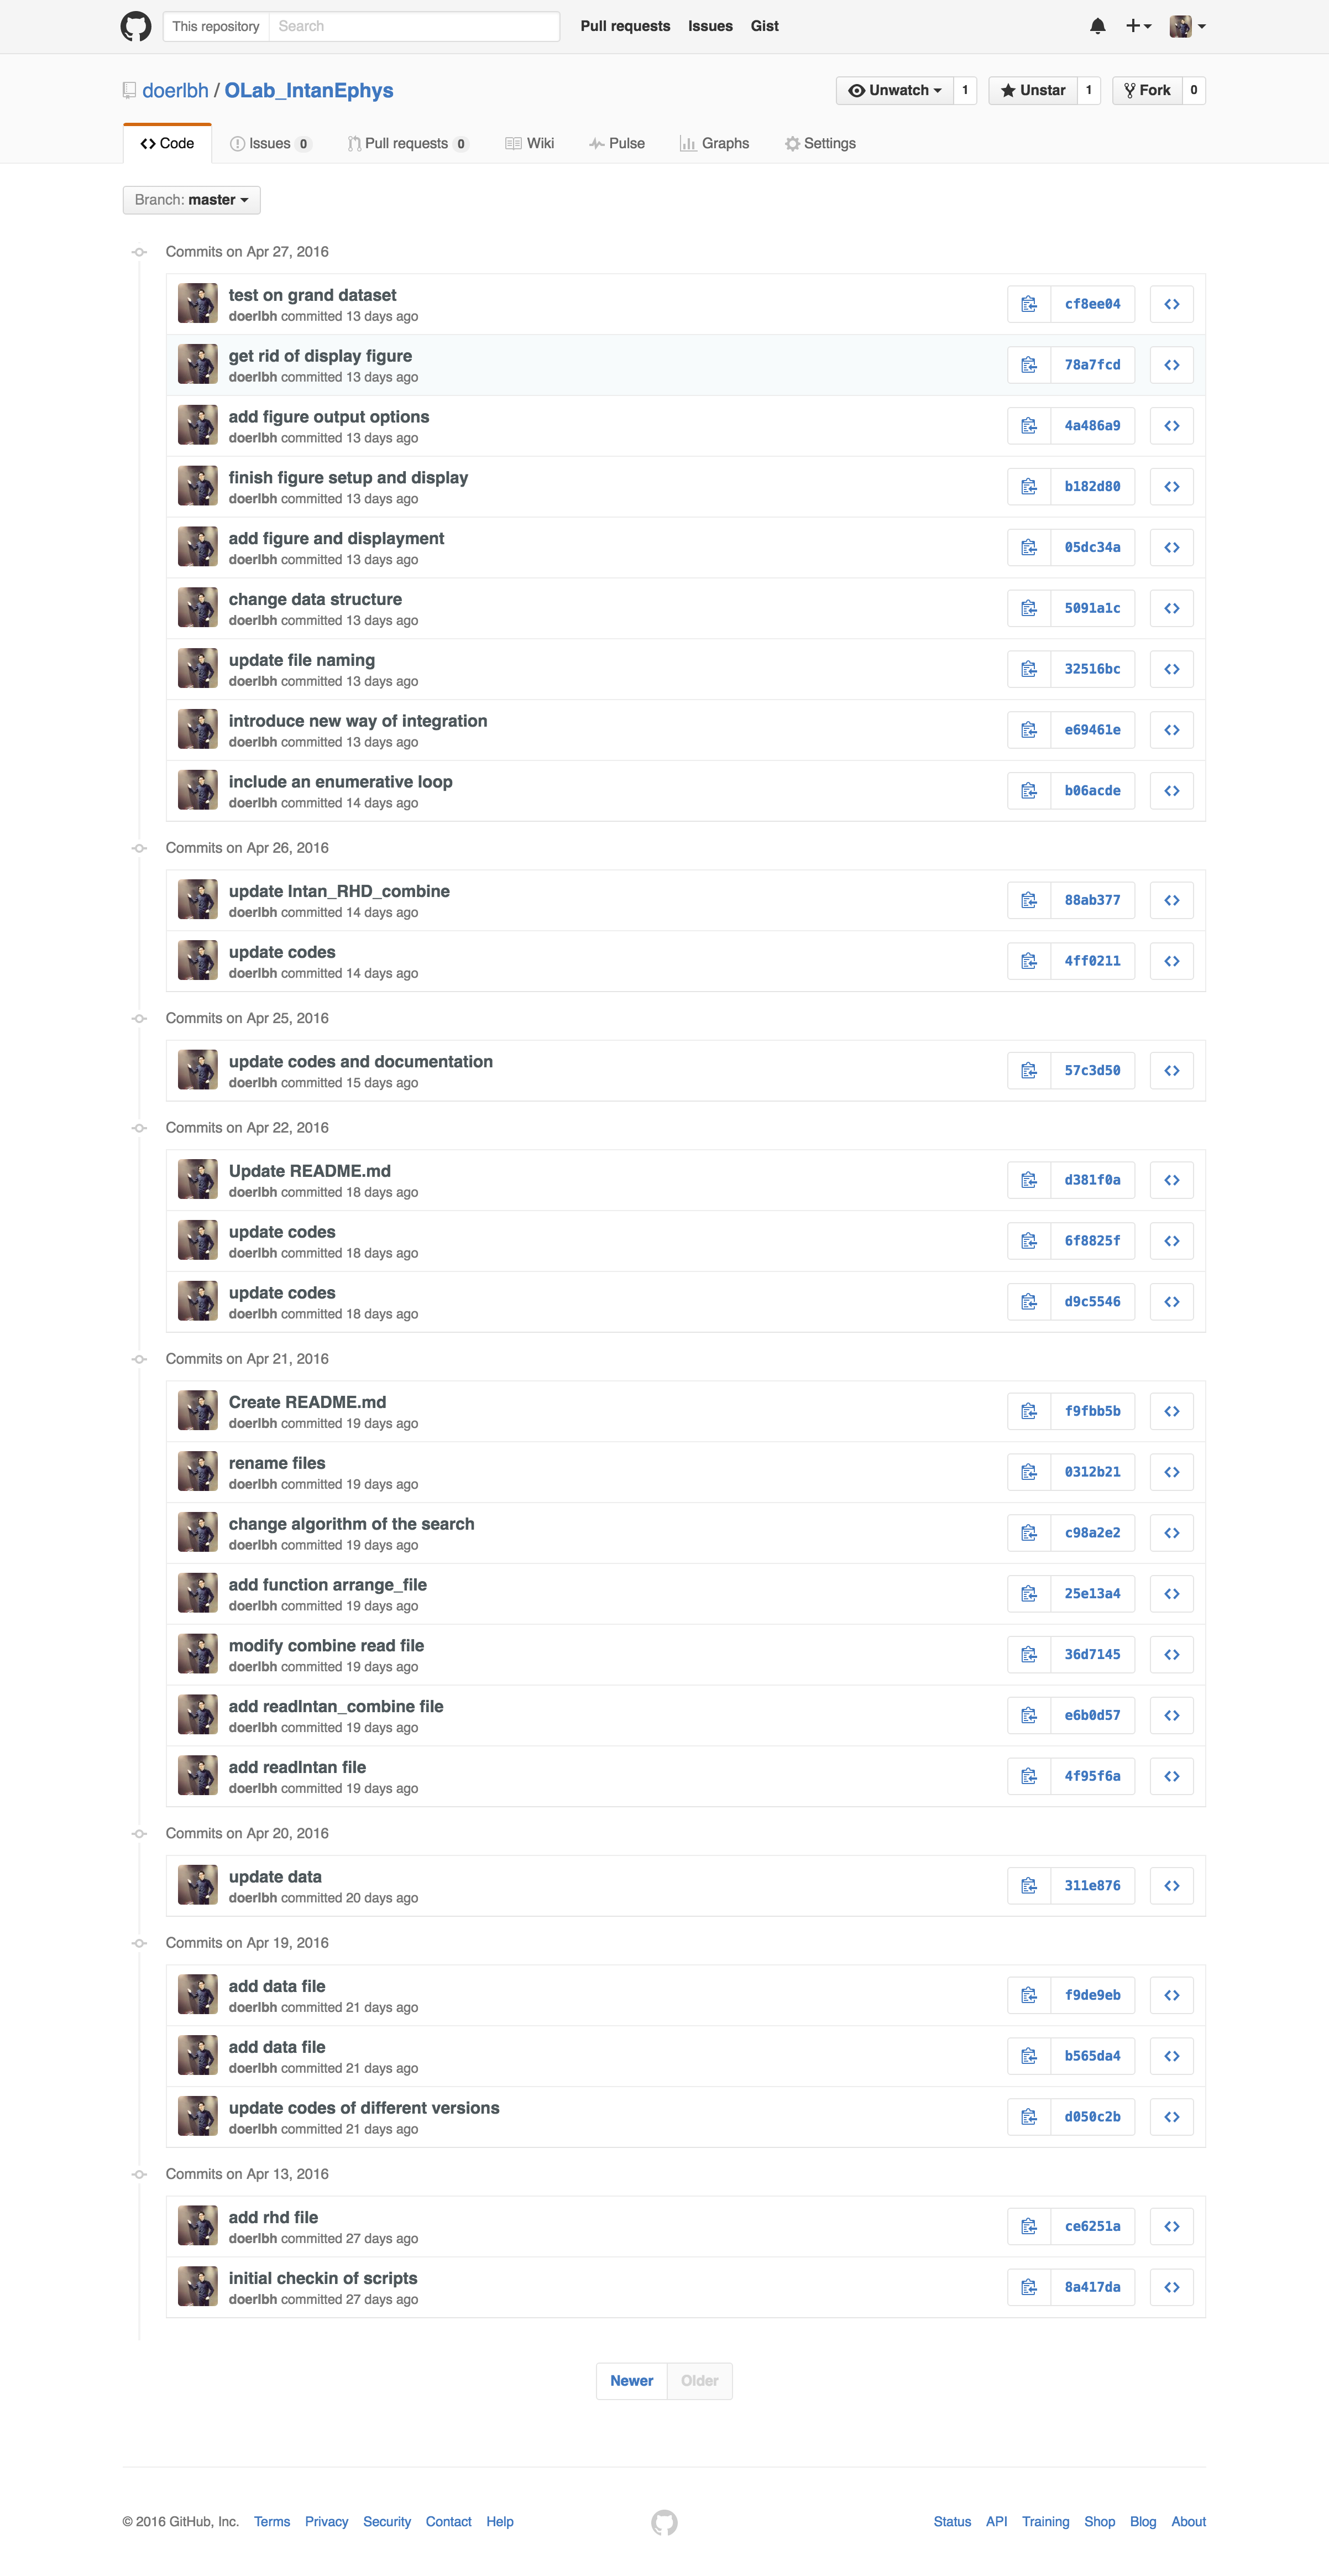 This repository Search Pull requests Issues Gist
doerlbh / OLab_IntanEphys Unwatch 1 Unstar 1 Fork 0
Code Issues 0 Pull requests 0 Wiki Pulse Graphs Settings
Branch: master
Commits on Apr 27, 2016
test on grand dataset
doerlbh committed 13 days ago
cf8ee04
get rid of display figure
doerlbh committed 13 days ago
78a7fcd
add figure output options
doerlbh committed 13 days ago
4a486a9
finish figure setup and display
doerlbh committed 13 days ago
b182d80
add figure and displayment
doerlbh committed 13 days ago
05dc34a
change data structure
doerlbh committed 13 days ago
5091a1c
update file naming
doerlbh committed 13 days ago
32516bc
introduce new way of integration
doerlbh committed 13 days ago
e69461e
include an enumerative loop
doerlbh committed 14 days ago
b06acde
Commits on Apr 26, 2016
update Intan_RHD_combine
doerlbh committed 14 days ago
88ab377
update codes
doerlbh committed 14 days ago
4ff0211
Commits on Apr 25, 2016
update codes and documentation
doerlbh committed 15 days ago
57c3d50
Commits on Apr 22, 2016
Update README.md
doerlbh committed 18 days ago
d381f0a
update codes
doerlbh committed 18 days ago
6f8825f
update codes
doerlbh committed 18 days ago
d9c5546
Commits on Apr 21, 2016
Create README.md
doerlbh committed 19 days ago
f9fbb5b
rename files
doerlbh committed 19 days ago
0312b21
change algorithm of the search
doerlbh committed 19 days ago
c98a2e2
add function arrange_file
doerlbh committed 19 days ago
25e13a4
modify combine read file
doerlbh committed 19 days ago
36d7145
add readIntan_combine file
doerlbh committed 19 days ago
e6b0d57
add readIntan file
doerlbh committed 19 days ago
4f95f6a
Commits on Apr 20, 2016
update data
doerlbh committed 20 days ago
311e876
Commits on Apr 19, 2016
add data file
doerlbh committed 21 days ago
f9de9eb
add data file
doerlbh committed 21 days ago
b565da4
update codes of different versions
doerlbh committed 21 days ago
d050c2b
Commits on Apr 13, 2016
add rhd file
doerlbh committed 27 days ago
ce6251a
initial checkin of scripts
doerlbh committed 27 days ago
8a417da
Newer Older
© 2016 GitHub, Inc. Terms Privacy Security Contact Help Status API Training Shop Blog About